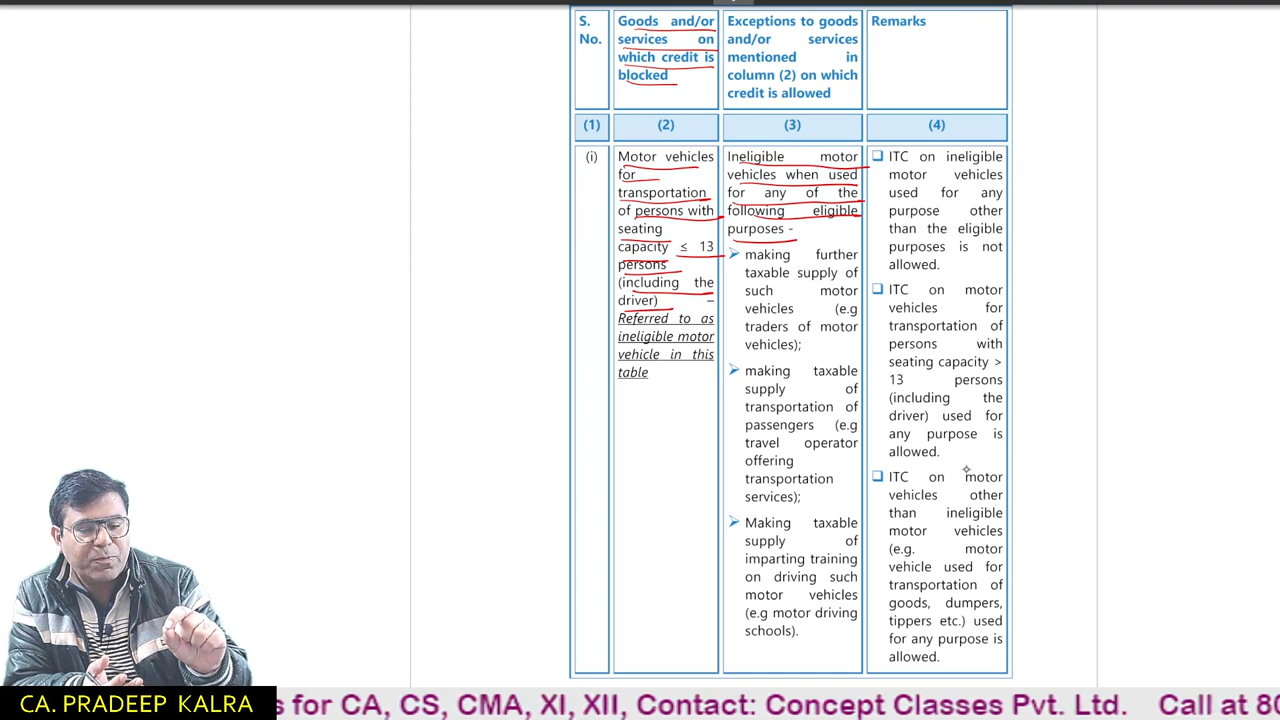 S.
No.
Goods and/or
services on
which credit is
blocked
Exceptions to goods
and/or services
mentioned in
column (2) on which
credit is allowed
Remarks
(1)
(2)
(3)
(4)
(i)
Motor vehicles
for
transportation
of persons with
seating
capacity ≤ 13
persons
(including the
driver) –
Referred to as
ineligible motor
vehicle in this
table
Ineligible motor
vehicles when used
for any of the
following eligible
purposes -
making further
taxable supply of
such motor
vehicles (e.g
traders of motor
vehicles);
making taxable
supply of
transportation of
passengers (e.g
travel operator
offering
transportation
services);
Making taxable
supply of
imparting training
on driving such
motor vehicles
(e.g motor driving
schools).
ITC on ineligible
motor vehicles
used for any
purpose other
than the eligible
purposes is not
allowed.
ITC on motor
vehicles for
transportation of
persons with
seating capacity >
13 persons
(including the
driver) used for
any purpose is
allowed.
ITC on motor
vehicles other
than ineligible
motor vehicles
(e.g. motor
vehicle used for
transportation of
goods, dumpers,
tippers etc.) used
for any purpose is
allowed.
CA. PRADEEP KALRA
s for CA, CS, CMA, XI, XII, Contact: Concept Classes Pvt. Ltd. Call at 80